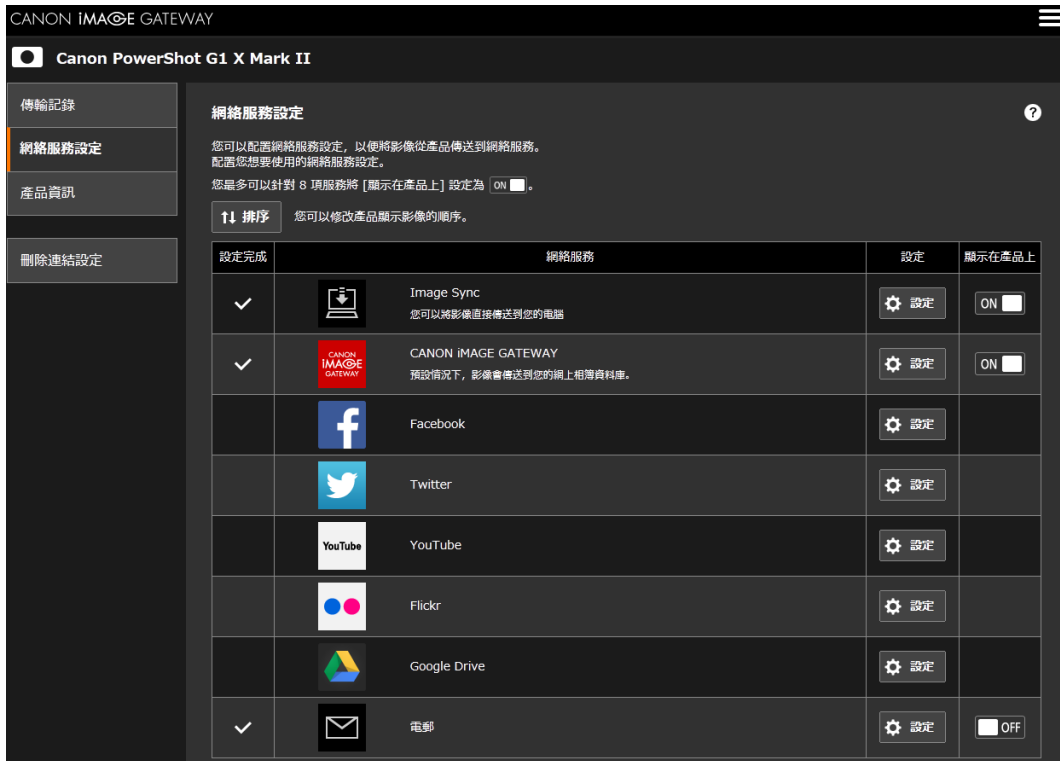 CANON iMAGE GATEWAY
Canon PowerShot G1 X Mark II
傳輸記錄
網絡服務設定
產品資訊
刪除連結設定
網絡服務設定
?
您可以配置網絡服務設定，以便將影像從產品傳送到網絡服務。
配置您想要使用的網絡服務設定。
您最多可以針對 8 項服務將 [顯示在產品上] 設定為 ON 。
排序 您可以修改產品顯示影像的順序。
設定完成 網絡服務 設定 顯示在產品上
Image Sync
您可以將影像直接傳送到您的電腦
設定 ON
CANON iMAGE GATEWAY
CANON iMAGE GATEWAY
預設情況下，影像會傳送到您的網上相簿資料庫。
設定 ON
f Facebook 設定
Twitter 設定
YouTube YouTube 設定
Flickr 設定
Google Drive 設定
電郵 設定 OFF